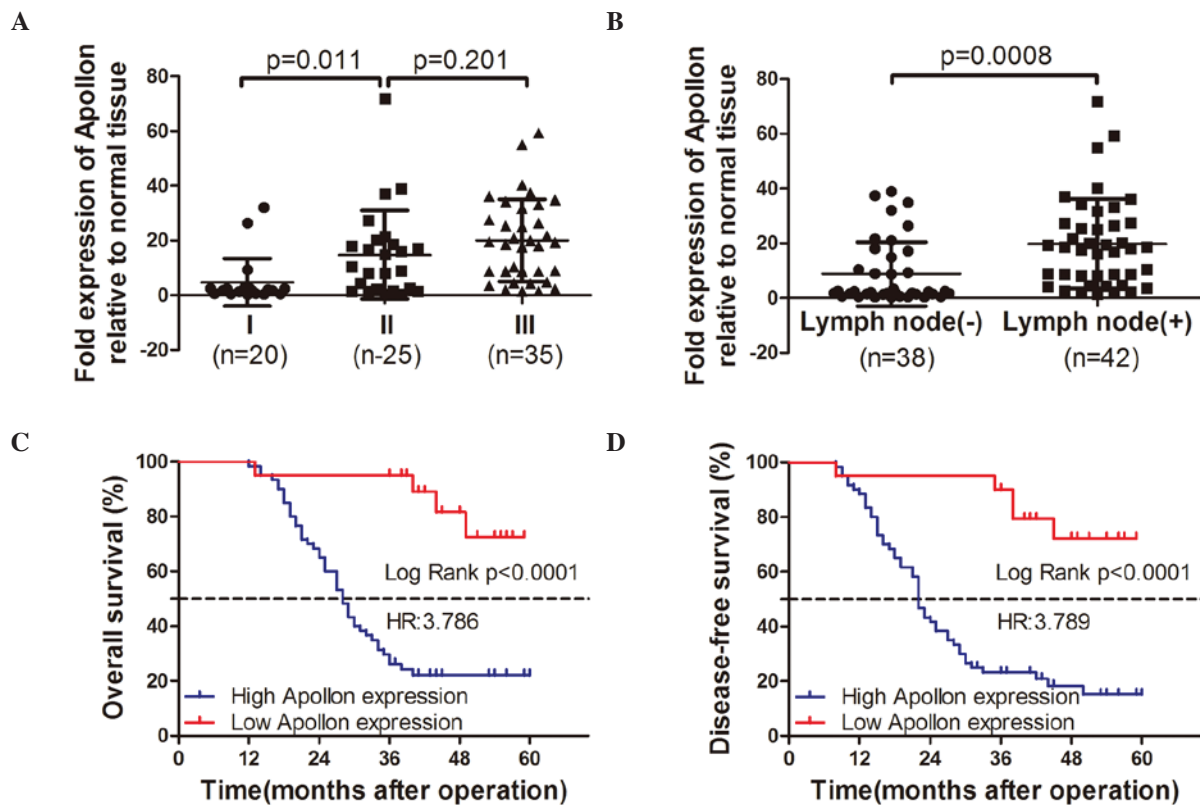 A
Fold expression of Apollon
relative to normal tissue
p=0.011
p=0.201
80
60
40
20
0
-20
I
II
III
(n=20)
(n-25)
(n=35)
B
Fold expression of Apollon
relative to normal tissue
p=0.0008
80
60
40
20
0
-20
Lymph node(-)
Lymph node(+)
(n=38)
(n=42)
C
Overall survival (%)
100
80
60
40
20
0
Log Rank p<0.0001
HR:3.786
High Apollon expression
Low Apollon expression
0 12 24 36 48 60
Time(months after operation)
D
Disease-free survival (%)
100
80
60
40
20
0
Log Rank p<0.0001
HR:3.789
High Apollon expression
Low Apollon expression
0 12 24 36 48 60
Time(months after operation)